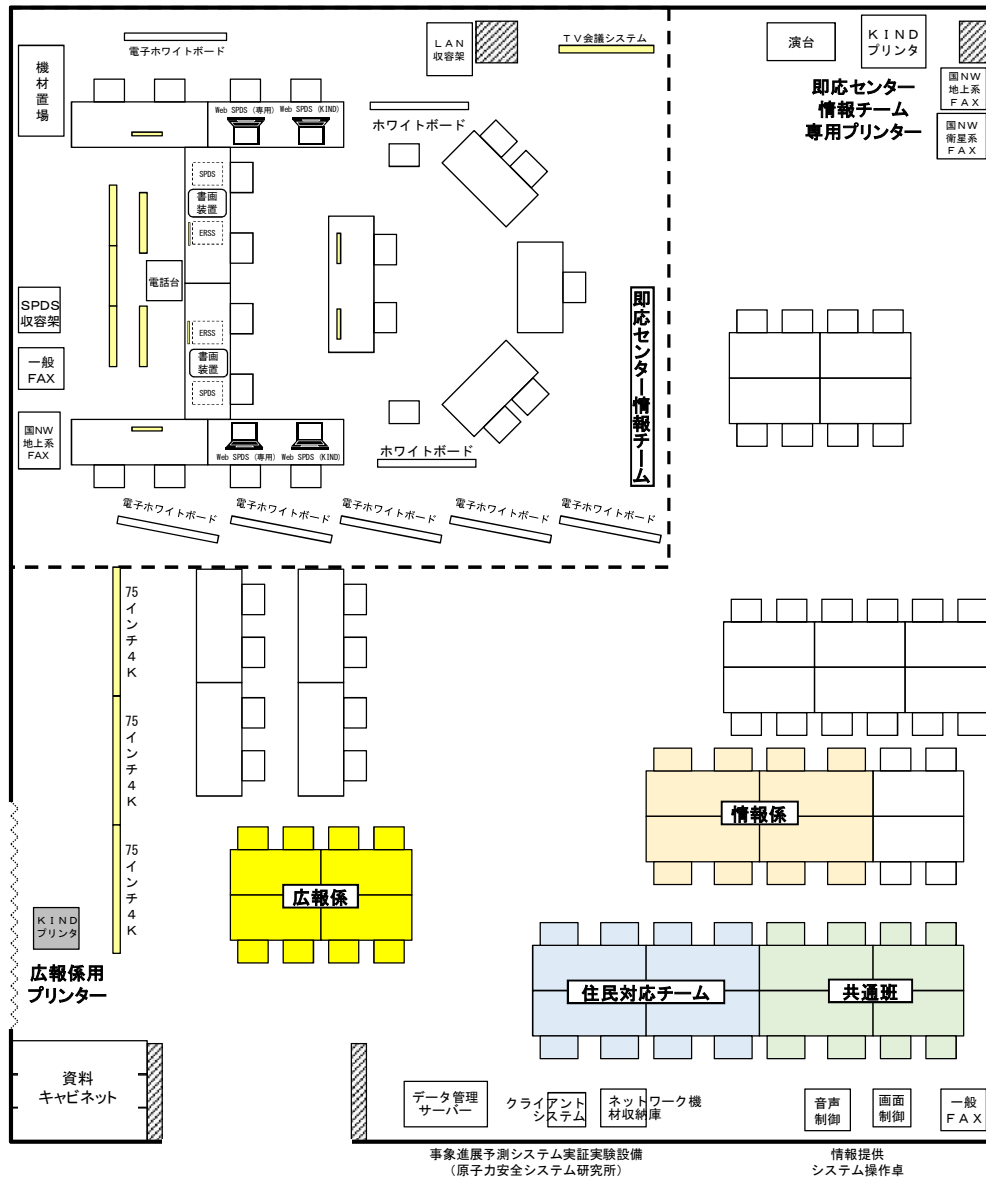 電子ホワイトボード
機
材
置
場
LAN
収容架
TV会議システム
演台
KIND
プリンタ
国NW
地上系
FAX
国NW
衛星系
FAX
即応センター
情報チーム
専用プリンター
Web SPDS (専用)
Web SPDS (KIND)
ホワイトボード
SPDS
書画
装置
ERSS
電話台
ERSS
書画
装置
SPDS
SPDS
収容架
一般
FAX
国NW
地上系
FAX
Web SPDS (専用)
Web SPDS (KIND)
ホワイトボード
即応センター情報チーム
電子ホワイトボード
電子ホワイトボード
電子ホワイトボード
電子ホワイトボード
電子ホワイトボード
75インチ4K
75インチ4K
75インチ4K
情報係
広報係
KIND
プリンタ
広報係用
プリンター
住民対応チーム
共通班
資料
キャビネット
データ管理
サーバー
クライアント
システム
ネットワーク機
材収納庫
音声
制御
画面
制御
一般
FAX
事象進展予測システム実証実験設備
(原子力安全システム研究所)
情報提供
システム操作卓